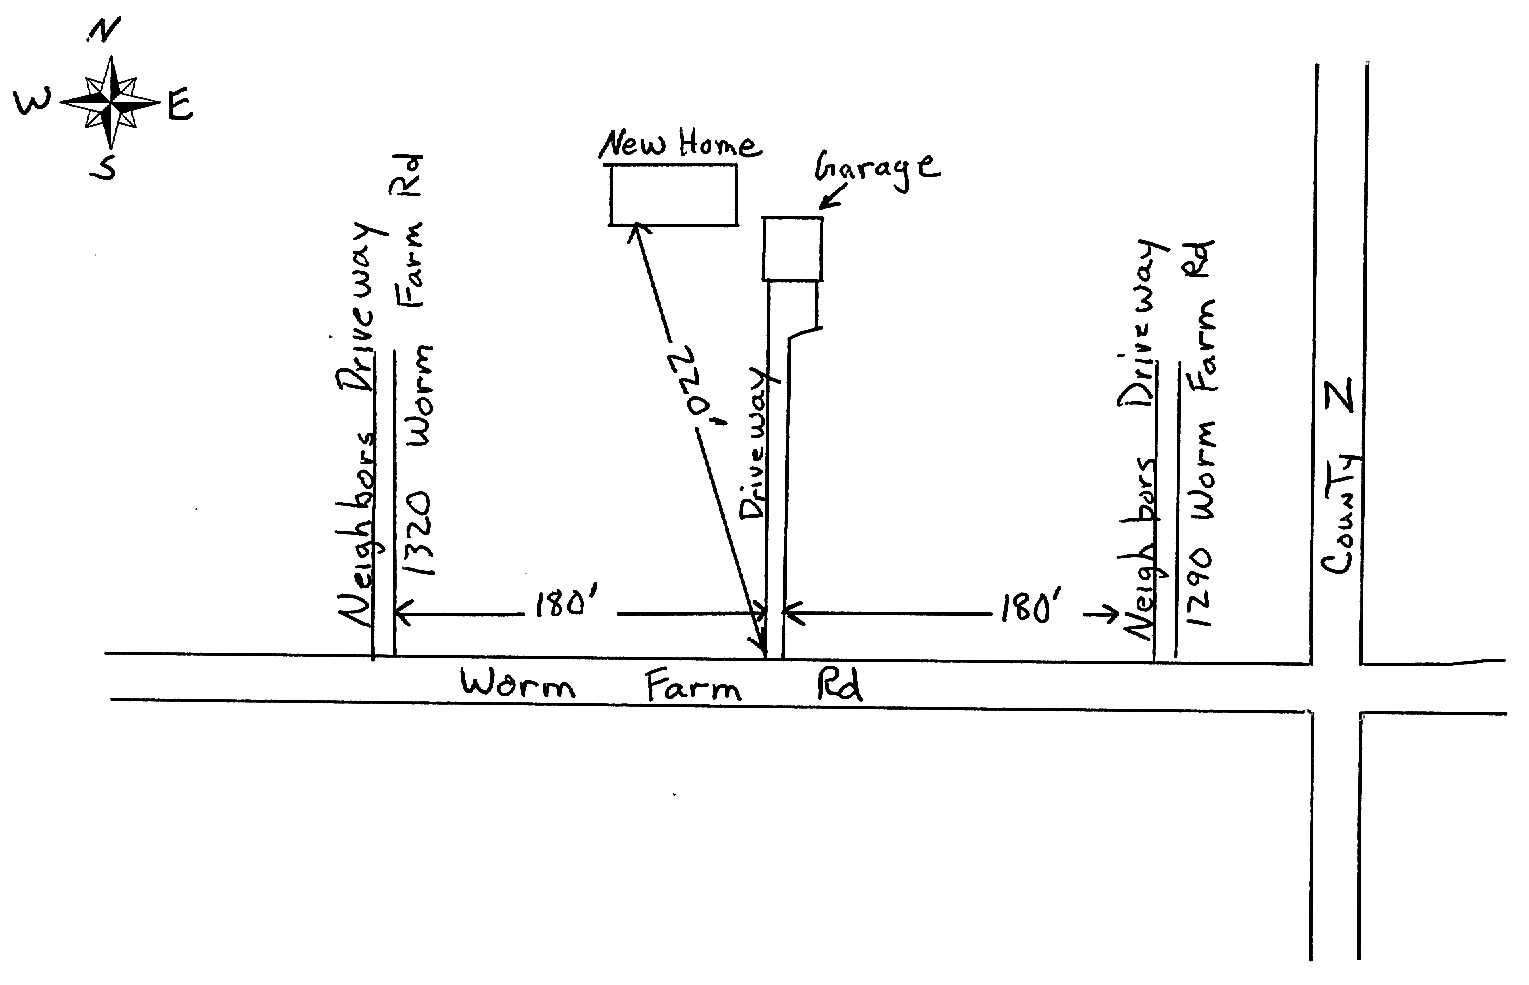 N
W
E
S
New Home
Garage
Neighbors Driveway
1320 Worm Farm Rd
220'
Driveway
Neighbors Driveway
1290 Worm Farm Rd
County Z
180'
180'
Worm Farm Rd